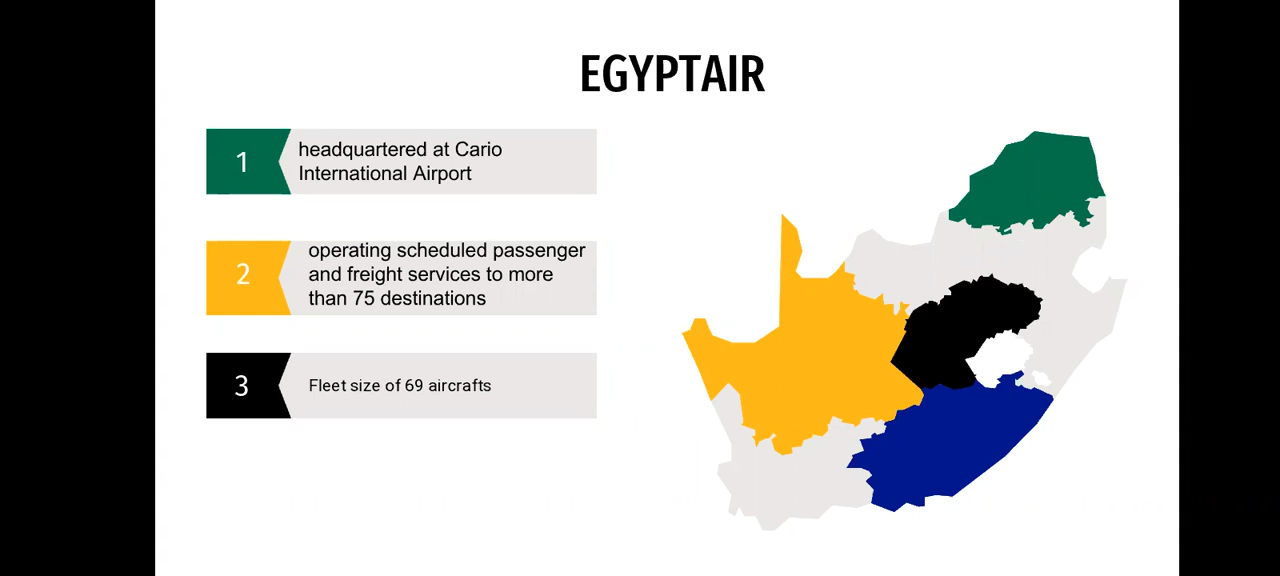 EGYPTAIR
1
headquartered at Cario
International Airport
2
operating scheduled passenger
and freight services to more
than 75 destinations
3
Fleet size of 69 aircrafts